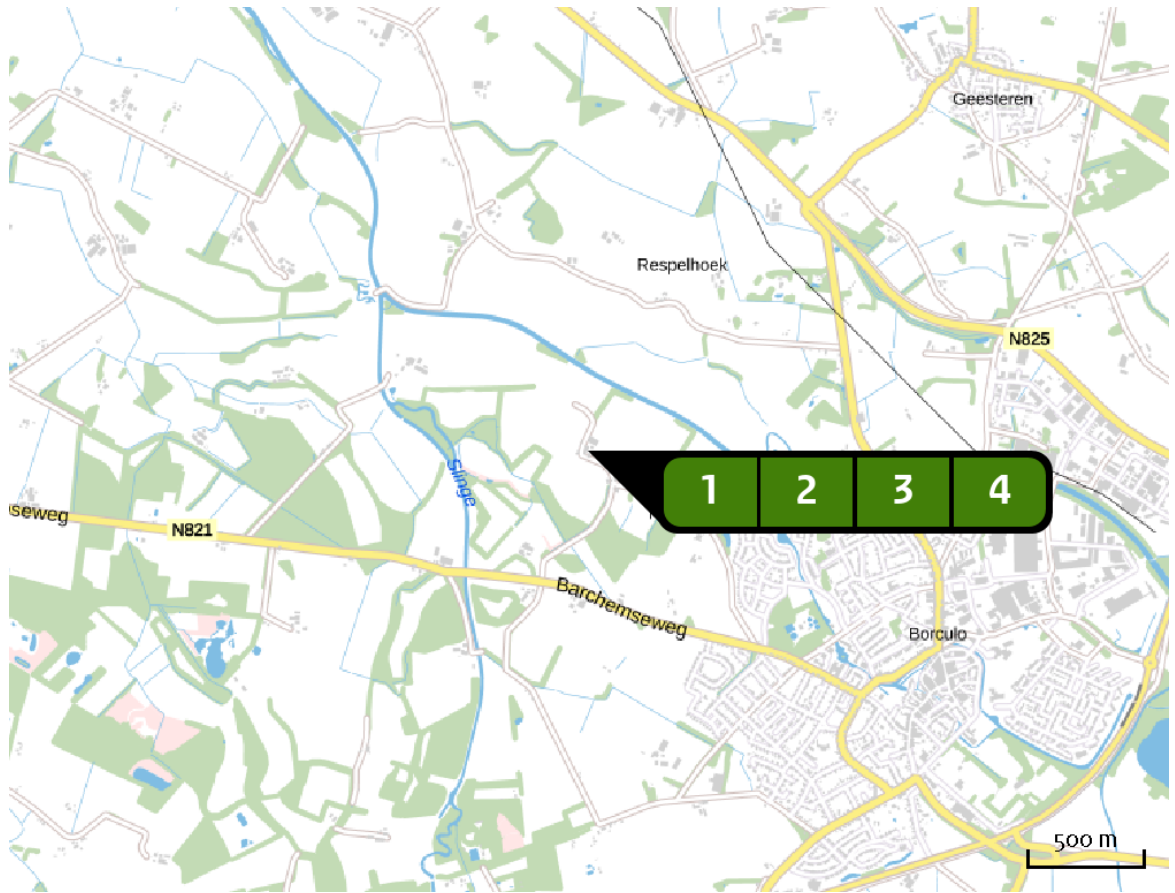 Geesteren
Respelhoek
N825
Slinge
1 2 3 4
seweg
N821
Barchemseweg
Borculo
500 m